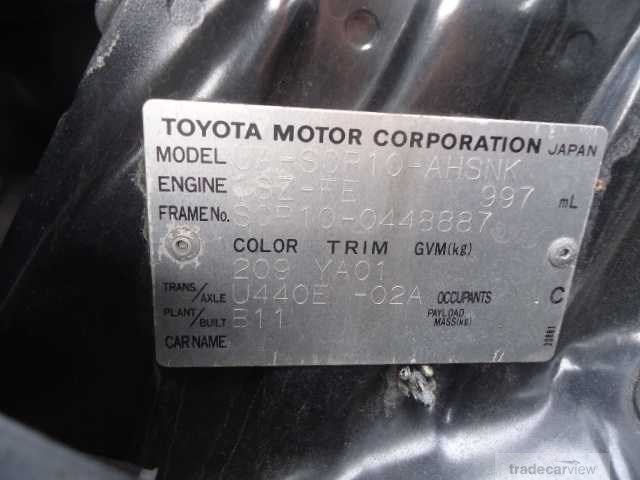 TOYOTA MOTOR CORPORATION JAPAN
MODEL UA-SCP10-AHSNK
ENGINE 1SZ-FE 997 mL
FRAME No. SCP10-0448887
COLOR TRIM GVM(kg)
209 YA01
TRANS./AXLE U440E -02A OCCUPANTS C
PLANT/BUILT B11 PAYLOAD MASS(kg)
CAR NAME
tradecarview